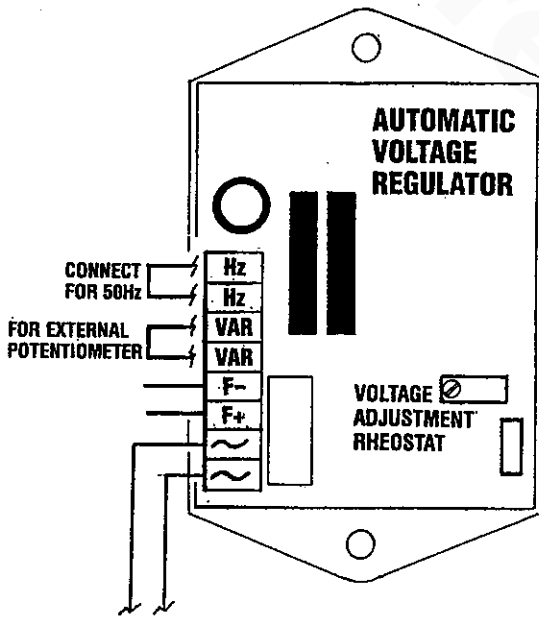 AUTOMATIC
VOLTAGE
REGULATOR
CONNECT
FOR 50Hz
FOR EXTERNAL
POTENTIOMETER
Hz
Hz
VAR
VAR
F−
F+
~
~
VOLTAGE
ADJUSTMENT
RHEOSTAT